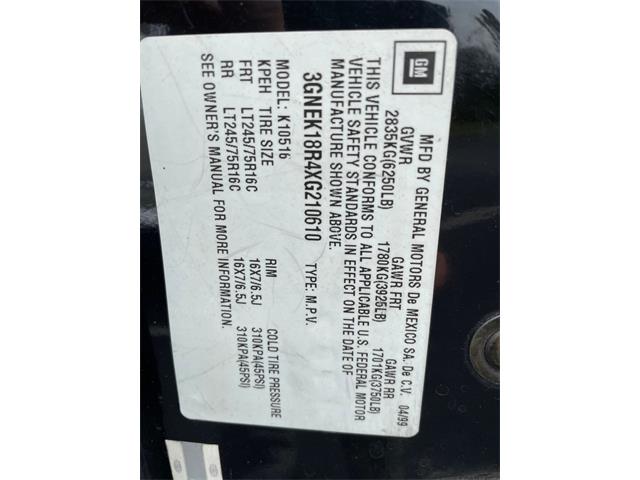 GM
MFD BY GENERAL MOTORS De MEXICO SA. De C.V. 04/99
GVWR GAWR FRT GAWR RR
2835KG(6250LB) 1780KG(3925LB) 1701KG(3750LB)
THIS VEHICLE CONFORMS TO ALL APPLICABLE U.S. FEDERAL MOTOR
VEHICLE SAFETY STANDARDS IN EFFECT ON THE DATE OF
MANUFACTURE SHOWN ABOVE.
3GNEK18R4XG210610 TYPE: M.P.V.
MODEL: K10516
KPEH TIRE SIZE RIM COLD TIRE PRESSURE
FRT LT245/75R16C 16X7/6.5J 310KPA(45PSI)
RR LT245/75R16C 16X7/6.5J 310KPA(45PSI)
SEE OWNER'S MANUAL FOR MORE INFORMATION.